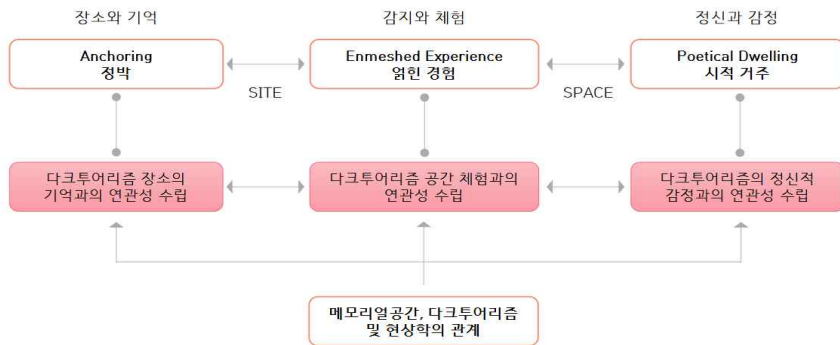 장소와 기억
감지와 체험
정신과 감정
Anchoring
정박
Enmeshed Experience
얽힌 경험
Poetical Dwelling
시적 거주
SITE
SPACE
다크투어리즘 장소의
기억과의 연관성 수립
다크투어리즘 공간 체험과의
연관성 수립
다크투어리즘의 정신적
감정과의 연관성 수립
메모리얼공간, 다크투어리즘
및 현상학의 관계